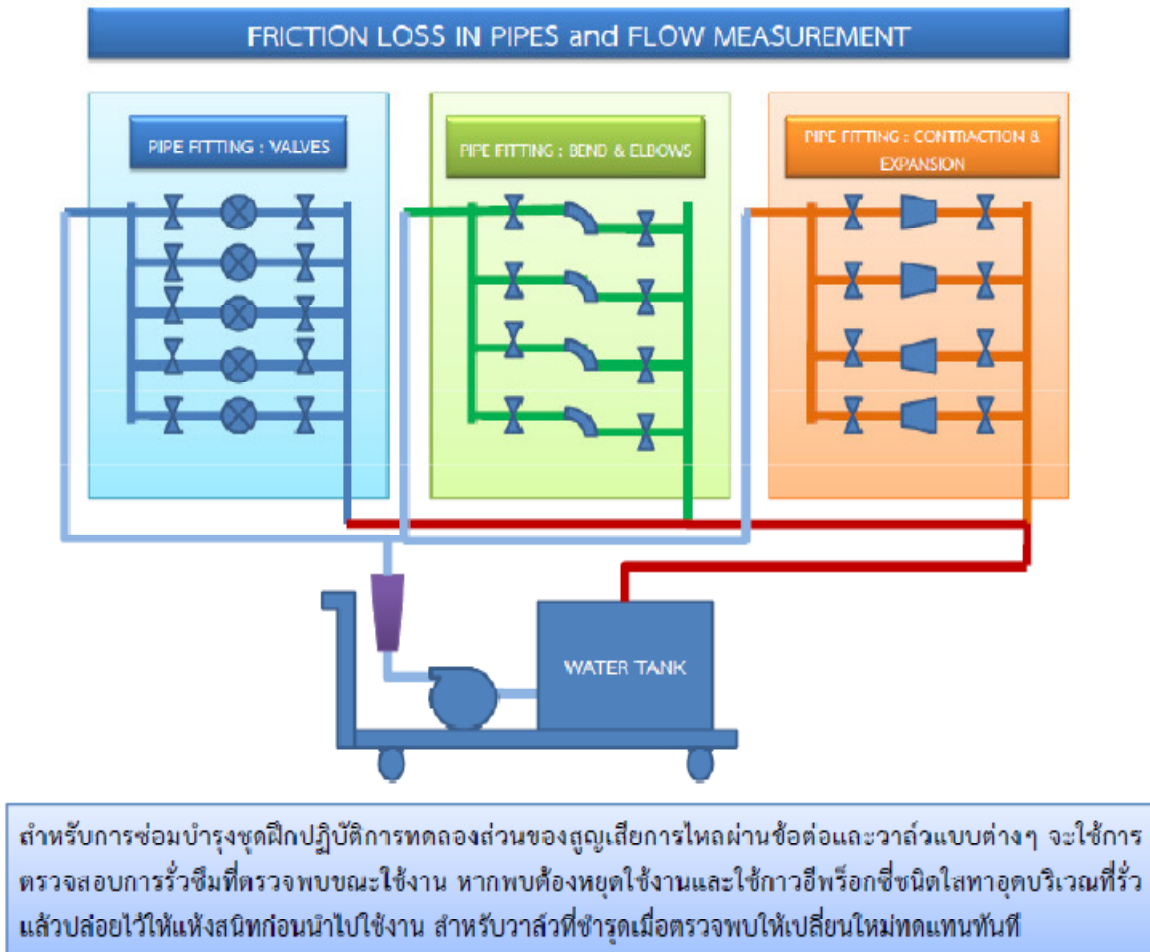 FRICTION LOSS IN PIPES and FLOW MEASUREMENT
PIPE FITTING : VALVES
PIPE FITTING : BEND & ELBOWS
PIPE FITTING : CONTRACTION &
EXPANSION
WATER TANK
สำหรับการซ่อมบำรุงชุดฝึกปฏิบัติการทดลองส่วนของสูญเสียการไหลผ่านข้อต่อและวาล์วแบบต่างๆ จะใช้การ
ตรวจสอบการรั่วซึมที่ตรวจพบขณะใช้งาน หากพบต้องหยุดใช้งานและใช้กาวอีพร็อกซี่ชนิดใสทาอุดบริเวณที่รั่ว
แล้วปล่อยไว้ให้แห้งสนิทก่อนนำไปใช้งาน สำหรับวาล์วที่ชำรุดเมื่อตรวจพบให้เปลี่ยนใหม่ทดแทนทันที